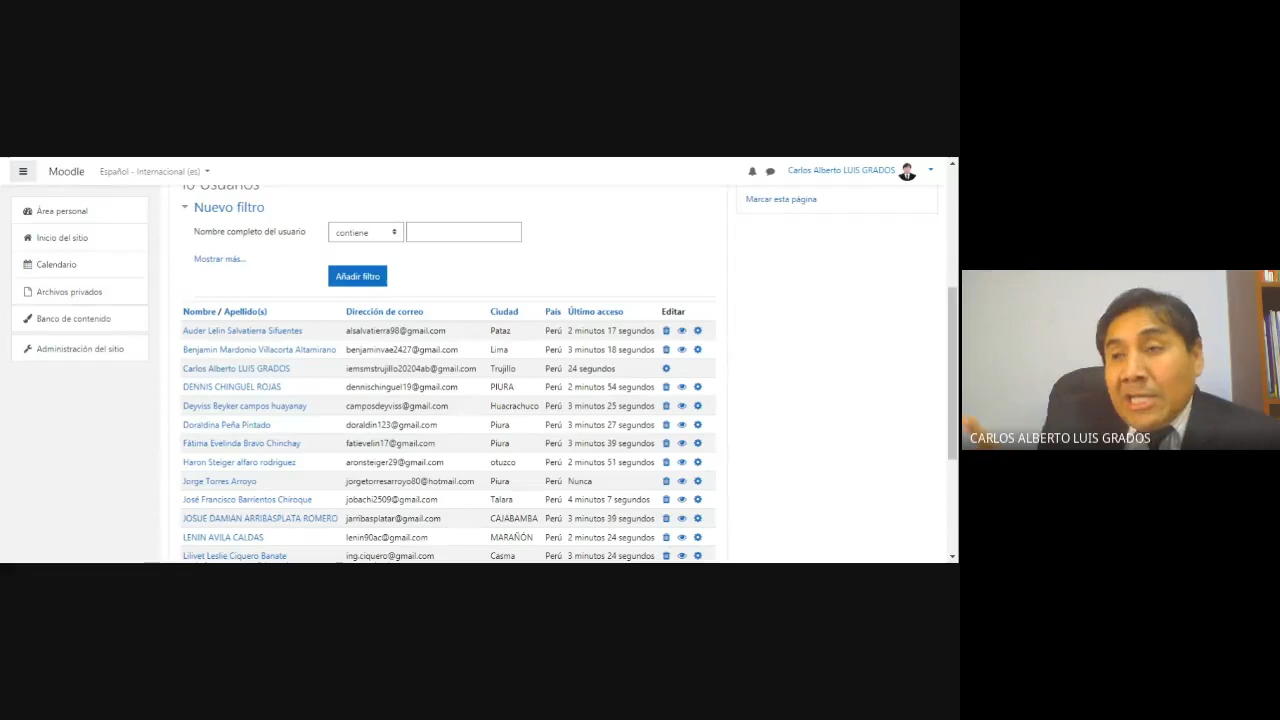 Moodle Español - Internacional (es) Carlos Alberto LUIS GRADOS
Usuarios
Nuevo filtro
Nombre completo del usuario contiene
Mostrar más...
Añadir filtro
Área personal
Inicio del sitio
Calendario
Archivos privados
Banco de contenido
Administración del sitio
Marcar esta página
Nombre / Apellido(s) Dirección de correo Ciudad País Último acceso Editar
Auder Lelin Salvatierra Sifuentes alsalvatierra98@gmail.com Pataz Perú 2 minutos 17 segundos
Benjamin Mardonio Villacorta Altamirano benjaminvae2427@gmail.com Lima Perú 3 minutos 18 segundos
Carlos Alberto LUIS GRADOS iemsmstrujillo20204ab@gmail.com Trujillo Perú 24 segundos
DENNIS CHINGUEL ROJAS dennischinguel19@gmail.com PIURA Perú 2 minutos 54 segundos
Deyviss Beyker campos huayanay camposdeyviss@gmail.com Huacrachuco Perú 3 minutos 25 segundos
Doraldina Peña Pintado doraldin123@gmail.com Piura Perú 3 minutos 27 segundos
Fátima Evelinda Bravo Chinchay fatievelin17@gmail.com Piura Perú 3 minutos 39 segundos
Haron Steiger alfaro rodriguez aronsteiger29@gmail.com otuzco Perú 2 minutos 51 segundos
Jorge Torres Arroyo jorgetorresarroyo80@hotmail.com Piura Perú Nunca
José Francisco Barrientos Chiroque jobachi2509@gmail.com Talara Perú 4 minutos 7 segundos
JOSUE DAMIAN ARRIBASPLATA ROMERO jarribasplatar@gmail.com CAJABAMBA Perú 3 minutos 39 segundos
LENIN AVILA CALDAS lenin90ac@gmail.com MARAÑÓN Perú 2 minutos 24 segundos
Lilivet Leslie Ciquero Banate ing.ciquero@gmail.com Casma Perú 3 minutos 24 segundos
CARLOS ALBERTO LUIS GRADOS